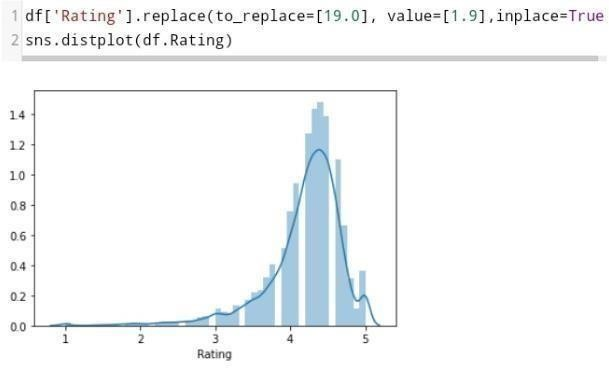 1 df['Rating'].replace(to_replace=[19.0], value=[1.9],inplace=True
2 sns.distplot(df.Rating)
1.4
1.2
1.0
0.8
0.6
0.4
0.2
0.0
1 2 3 4 5
Rating